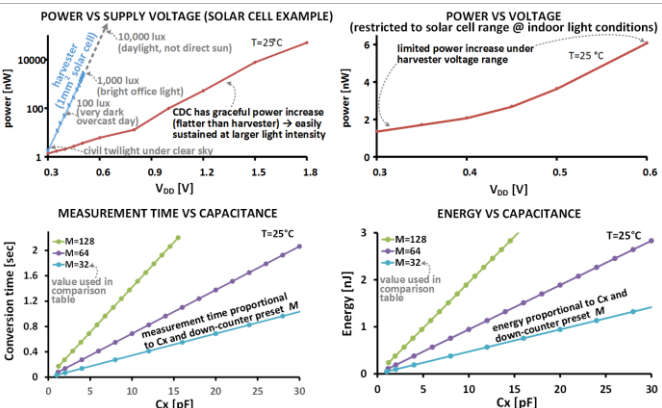 POWER VS SUPPLY VOLTAGE (SOLAR CELL EXAMPLE)
10,000 lux
(daylight, not direct sun)
T=25°C
harvester
(1mm² solar cell)
1,000 lux
(bright office light)
100 lux
(very dark
overcast day)
CDC has graceful power increase
(flatter than harvester) → easily
sustained at larger light intensity
civil twilight under clear sky
power [nW]
10000
100
1
0.3
0.6
0.9
1.2
1.5
1.8
VDD [V]
POWER VS VOLTAGE
(restricted to solar cell range @ indoor light conditions)
limited power increase under
harvester voltage range
T=25 °C
power [nW]
6
4
2
0
0.3
0.4
0.5
0.6
VDD [V]
MEASUREMENT TIME VS CAPACITANCE
T=25°C
M=128
M=64
M=32
value used in
comparison
table
measurement time proportional
to Cx and down-counter preset M
Conversion time [sec]
2
1.6
1.2
0.8
0.4
0
0
5
10
15
20
25
30
Cx [pF]
ENERGY VS CAPACITANCE
T=25°C
M=128
M=64
M=32
value used in
comparison
table
energy proportional to Cx and
down-counter preset M
Energy [nJ]
3
2
1
0
0
5
10
15
20
25
30
Cx [pF]